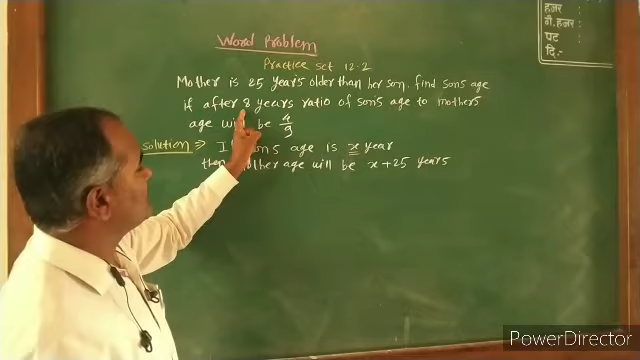 Word Problem
Practice set 12.2
Mother is 25 years older than her son. find sons age
if after 8 years ratio of sons age to mothers
age will be 4/9
Solution ⇒ If sons age is x year
then mother age will be x + 25 years
हजर
गै. हजर
पट
दि.-
PowerDirector